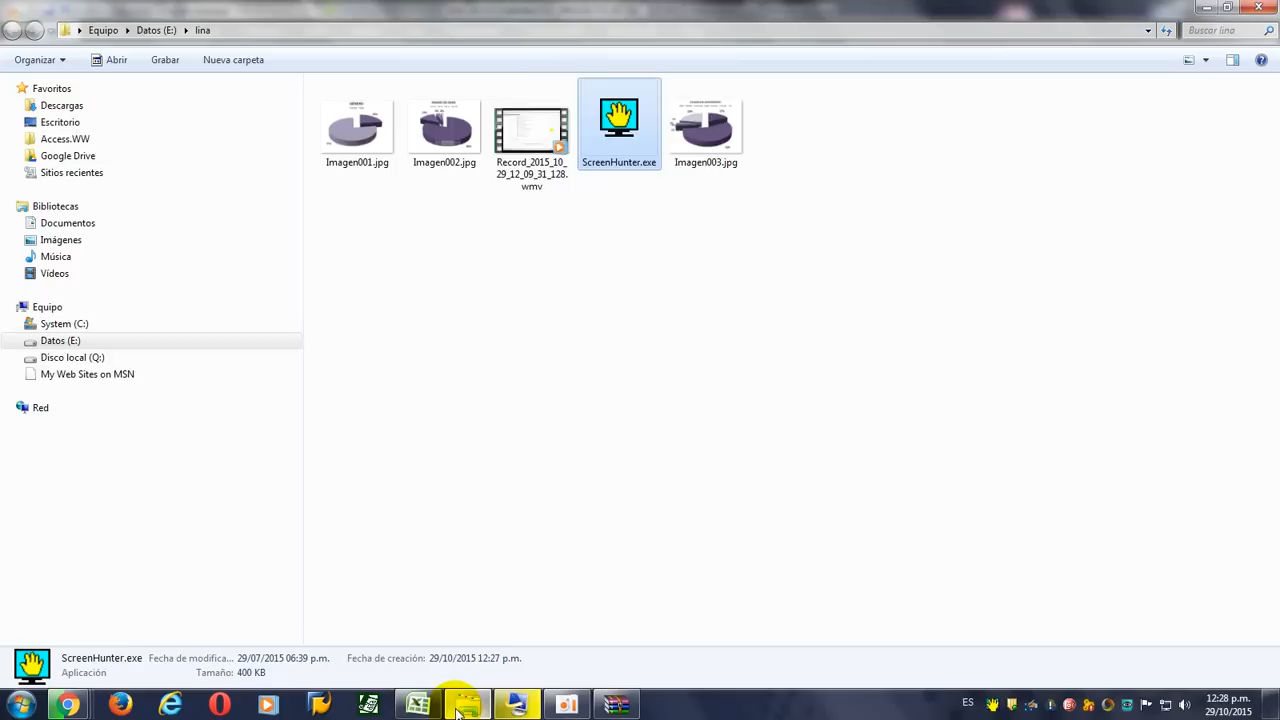 Equipo ▸ Datos (E:) ▸ lina
Buscar lina
Organizar Abrir Grabar Nueva carpeta
Favoritos
Descargas
Escritorio
Access.WW
Google Drive
Sitios recientes
Bibliotecas
Documentos
Imágenes
Música
Vídeos
Equipo
System (C:)
Datos (E:)
Disco local (Q:)
My Web Sites on MSN
Red
Imagen001.jpg
Imagen002.jpg
Record_2015_10_
29_12_09_31_128.
wmv
ScreenHunter.exe
Imagen003.jpg
ScreenHunter.exe Fecha de modifica... 29/07/2015 06:39 p.m. Fecha de creación: 29/10/2015 12:27 p.m.
Aplicación Tamaño: 400 KB
ES
12:28 p.m.
29/10/2015